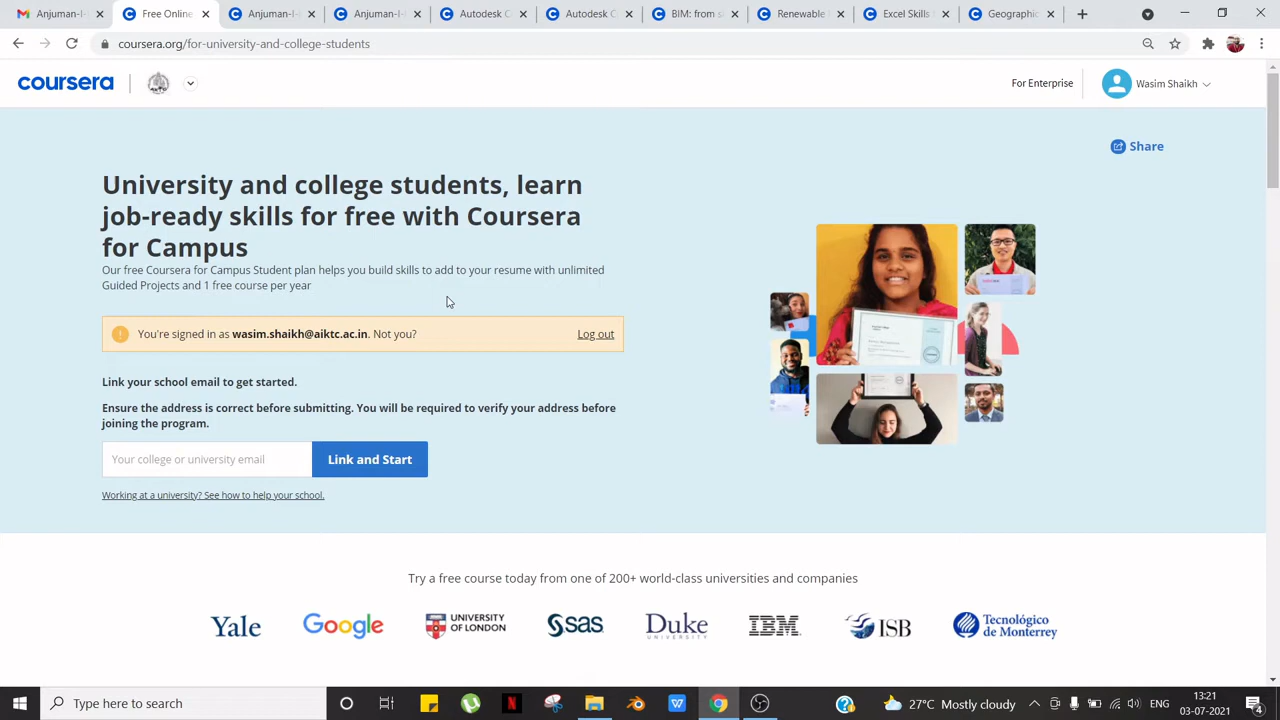 Anjuman-I-
Free Online
Anjuman-I-
Anjuman-I-
Autodesk C
Autodesk C
BIM: from s
Renewable
Excel Skills
Geographic
coursera.org/for-university-and-college-students
coursera
For Enterprise
Wasim Shaikh
Share
University and college students, learn
job-ready skills for free with Coursera
for Campus
Our free Coursera for Campus Student plan helps you build skills to add to your resume with unlimited
Guided Projects and 1 free course per year
You're signed in as wasim.shaikh@aiktc.ac.in. Not you?
Log out
Link your school email to get started.
Ensure the address is correct before submitting. You will be required to verify your address before
joining the program.
Your college or university email
Link and Start
Working at a university? See how to help your school.
Try a free course today from one of 200+ world-class universities and companies
Yale
Google
UNIVERSITY
OF LONDON
sas
Duke
UNIVERSITY
IBM
ISB
Tecnológico
de Monterrey
Type here to search
27°C Mostly cloudy
ENG
13:21
03-07-2021
4